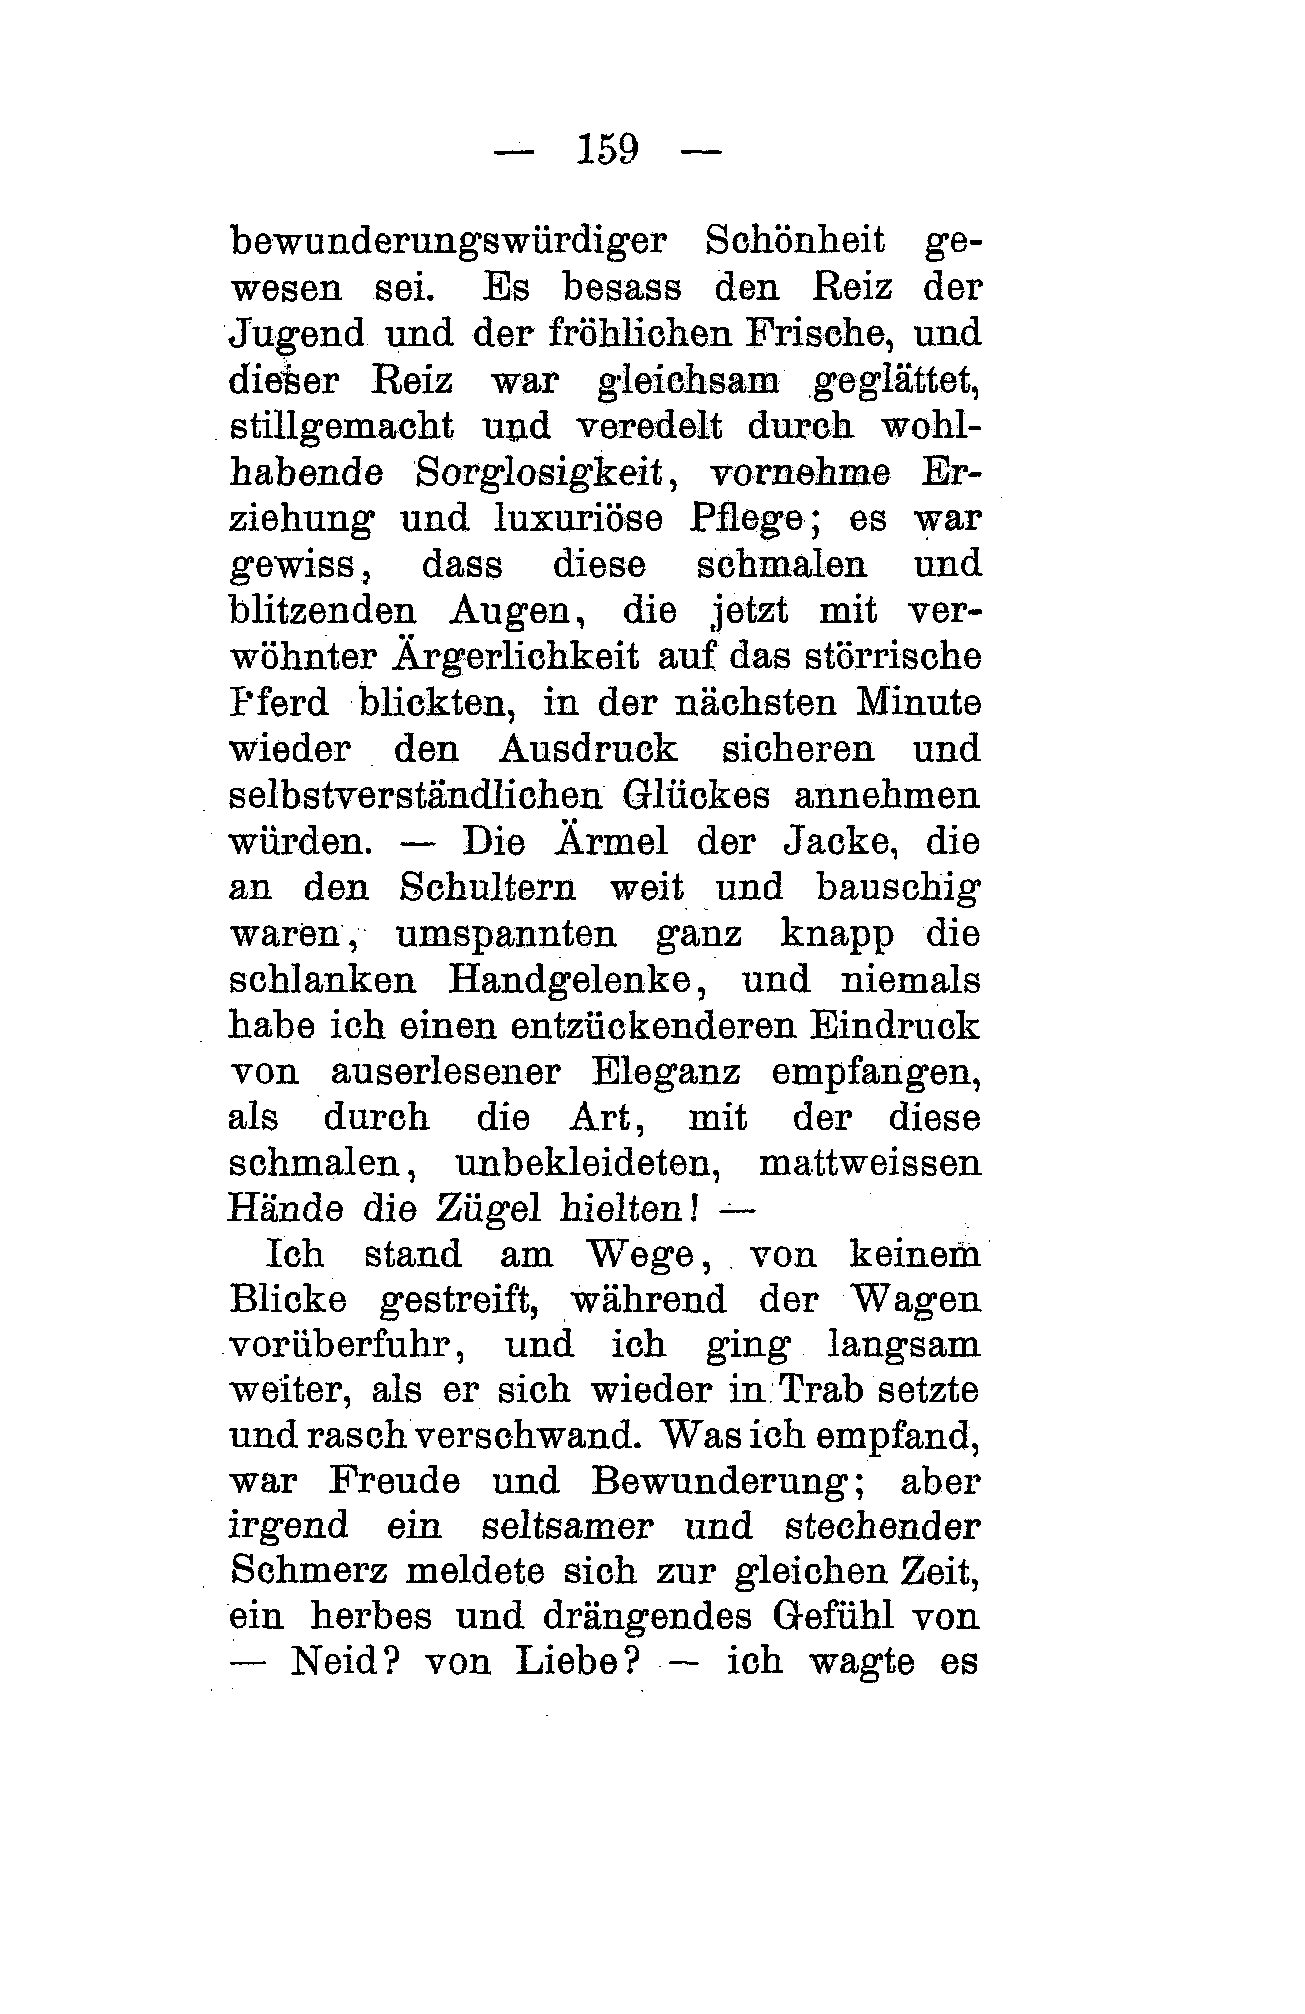 — 159 —
bewunderungswürdiger Schönheit ge-
wesen sei. Es besass den Reiz der
Jugend und der fröhlichen Frische, und
dieser Reiz war gleichsam geglättet,
stillgemacht und veredelt durch wohl-
habende Sorglosigkeit, vornehme Er-
ziehung und luxuriöse Pflege; es war
gewiss, dass diese schmalen und
blitzenden Augen, die jetzt mit ver-
wöhnter Ärgerlichkeit auf das störrische
Pferd blickten, in der nächsten Minute
wieder den Ausdruck sicheren und
selbstverständlichen Glückes annehmen
würden. — Die Ärmel der Jacke, die
an den Schultern weit und bauschig
waren, umspannten ganz knapp die
schlanken Handgelenke, und niemals
habe ich einen entzückenderen Eindruck
von auserlesener Eleganz empfangen,
als durch die Art, mit der diese
schmalen, unbekleideten, mattweissen
Hände die Zügel hielten! —
Ich stand am Wege, von keinem
Blicke gestreift, während der Wagen
vorüberfuhr, und ich ging langsam
weiter, als er sich wieder in Trab setzte
und rasch verschwand. Was ich empfand,
war Freude und Bewunderung; aber
irgend ein seltsamer und stechender
Schmerz meldete sich zur gleichen Zeit,
ein herbes und drängendes Gefühl von
— Neid? von Liebe? — ich wagte es